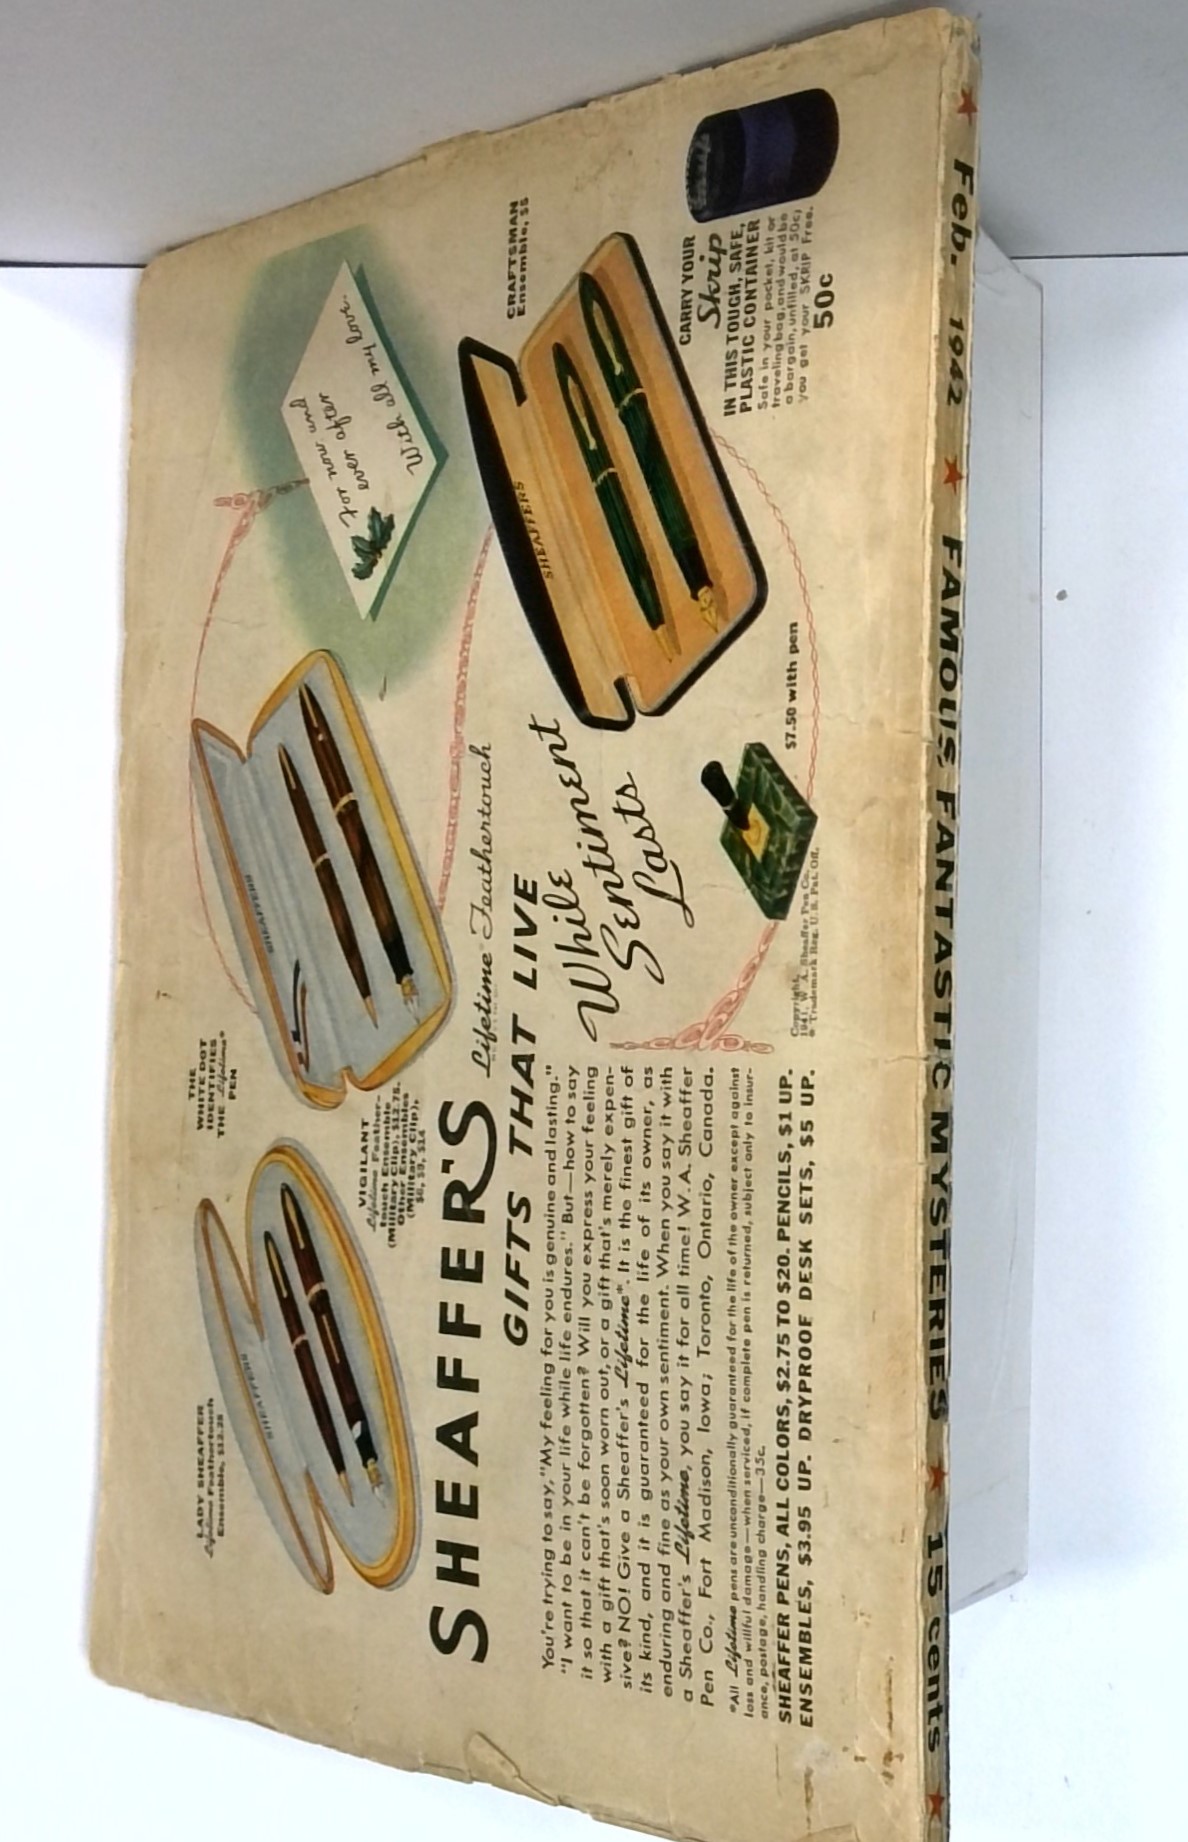 LADY SHEAFFER
Lifetime Feathertouch
Ensemble, $12.25
SHEAFFERS
THE
WHITE DOT
IDENTIFIES
THE Lifetime®
PEN
VIGILANT
Lifetime Feather-
touch Ensemble
(Military Clip), $12.75.
Other Ensembles
(Military Clip),
$6, $9, $14
SHEAFFERS
For now and
ever after
With all my love.
CRAFTSMAN
Ensemble, $5
SHEAFFERS
SHEAFFER'S Lifetime® Feathertouch
GIFTS THAT LIVE
While
Sentiment
Lasts
You're trying to say, "My feeling for you is genuine and lasting."
"I want to be in your life while life endures." But—how to say
it so that it can't be forgotten? Will you express your feeling
with a gift that's soon worn out, or a gift that's merely expen-
sive? NO! Give a Sheaffer's Lifetime®. It is the finest gift of
its kind, and it is guaranteed for the life of its owner, as
enduring and fine as your own sentiment. When you say it with
a Sheaffer's Lifetime, you say it for all time! W. A. Sheaffer
Pen Co., Fort Madison, Iowa; Toronto, Ontario, Canada.
®All Lifetime pens are unconditionally guaranteed for the life of the owner except against
loss and willful damage—when serviced, if complete pen is returned, subject only to insur-
ance, postage, handling charge—35c.
SHEAFFER PENS, ALL COLORS, $2.75 TO $20. PENCILS, $1 UP.
ENSEMBLES, $3.95 UP. DRYPROOF DESK SETS, $5 UP.
Copyright,
1941, W. A. Sheaffer Pen Co.
® Trademark Reg. U. S. Pat. Off.
$7.50 with pen
CARRY YOUR
Skrip
IN THIS TOUGH, SAFE,
PLASTIC CONTAINER
Safe in your pocket, kit or
traveling bag, and would be
a bargain, unfilled, at 50c;
you get your SKRIP Free.
50c
Feb. 1942 FAMOUS FANTASTIC MYSTERIES 15 cents